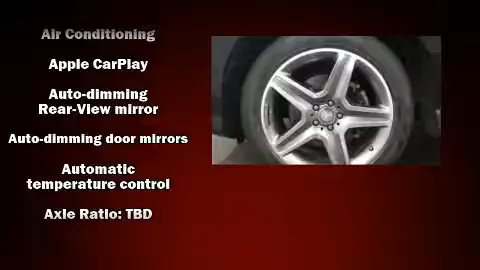 Air Conditioning
Apple CarPlay
Auto-dimming
Rear-View mirror
Auto-dimming door mirrors
Automatic
temperature control
Axle Ratio: TBD